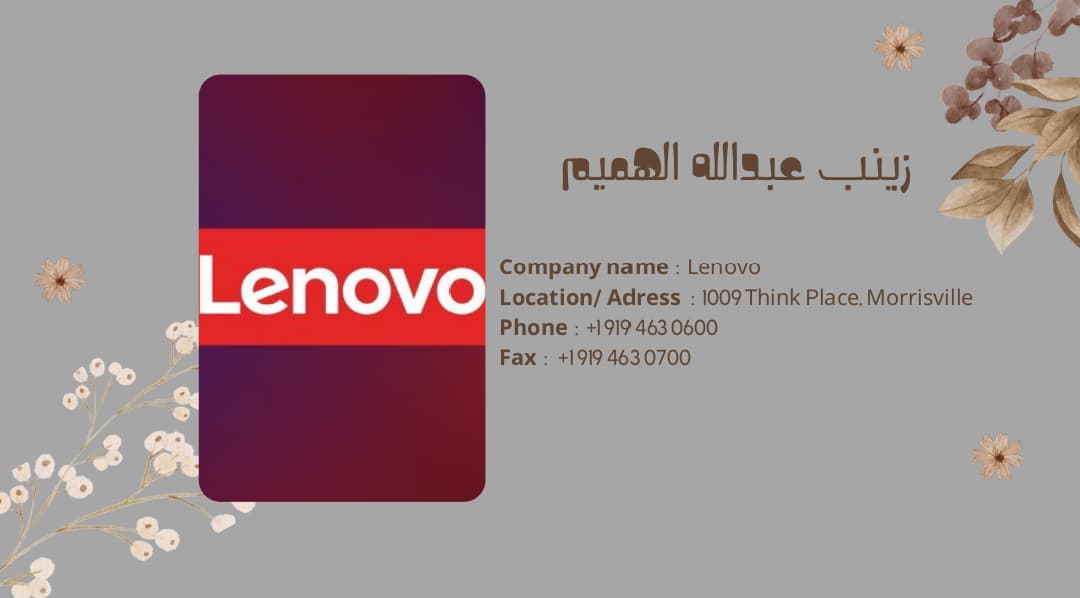 زينب عبدالله الهميم
Lenovo
Company name : Lenovo
Location/ Adress : 1009 Think Place, Morrisville
Phone : +1 919 463 0600
Fax : +1 919 463 0700